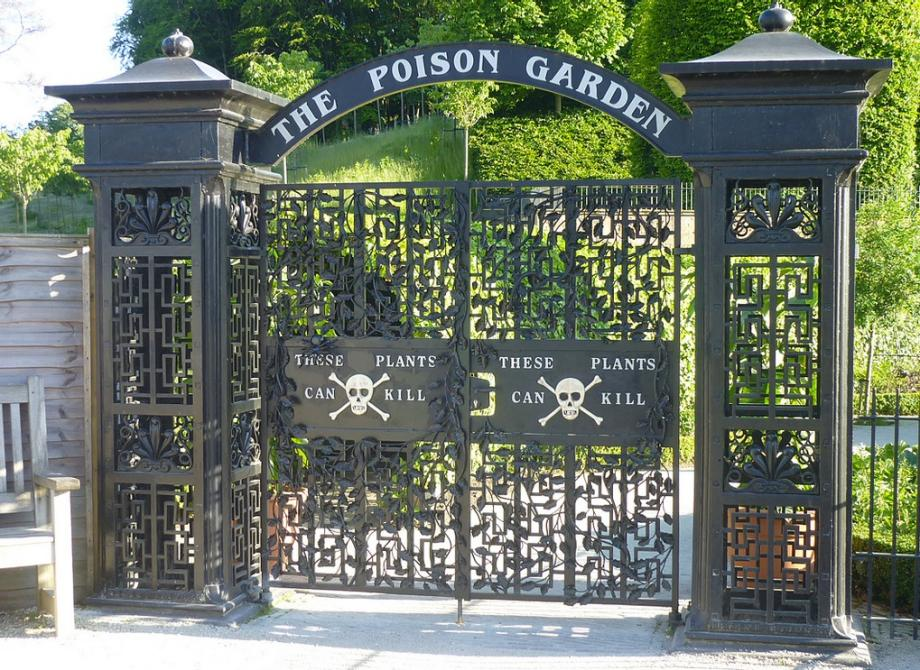 THE POISON GARDEN
THESE PLANTS
CAN KILL
THESE PLANTS
CAN KILL